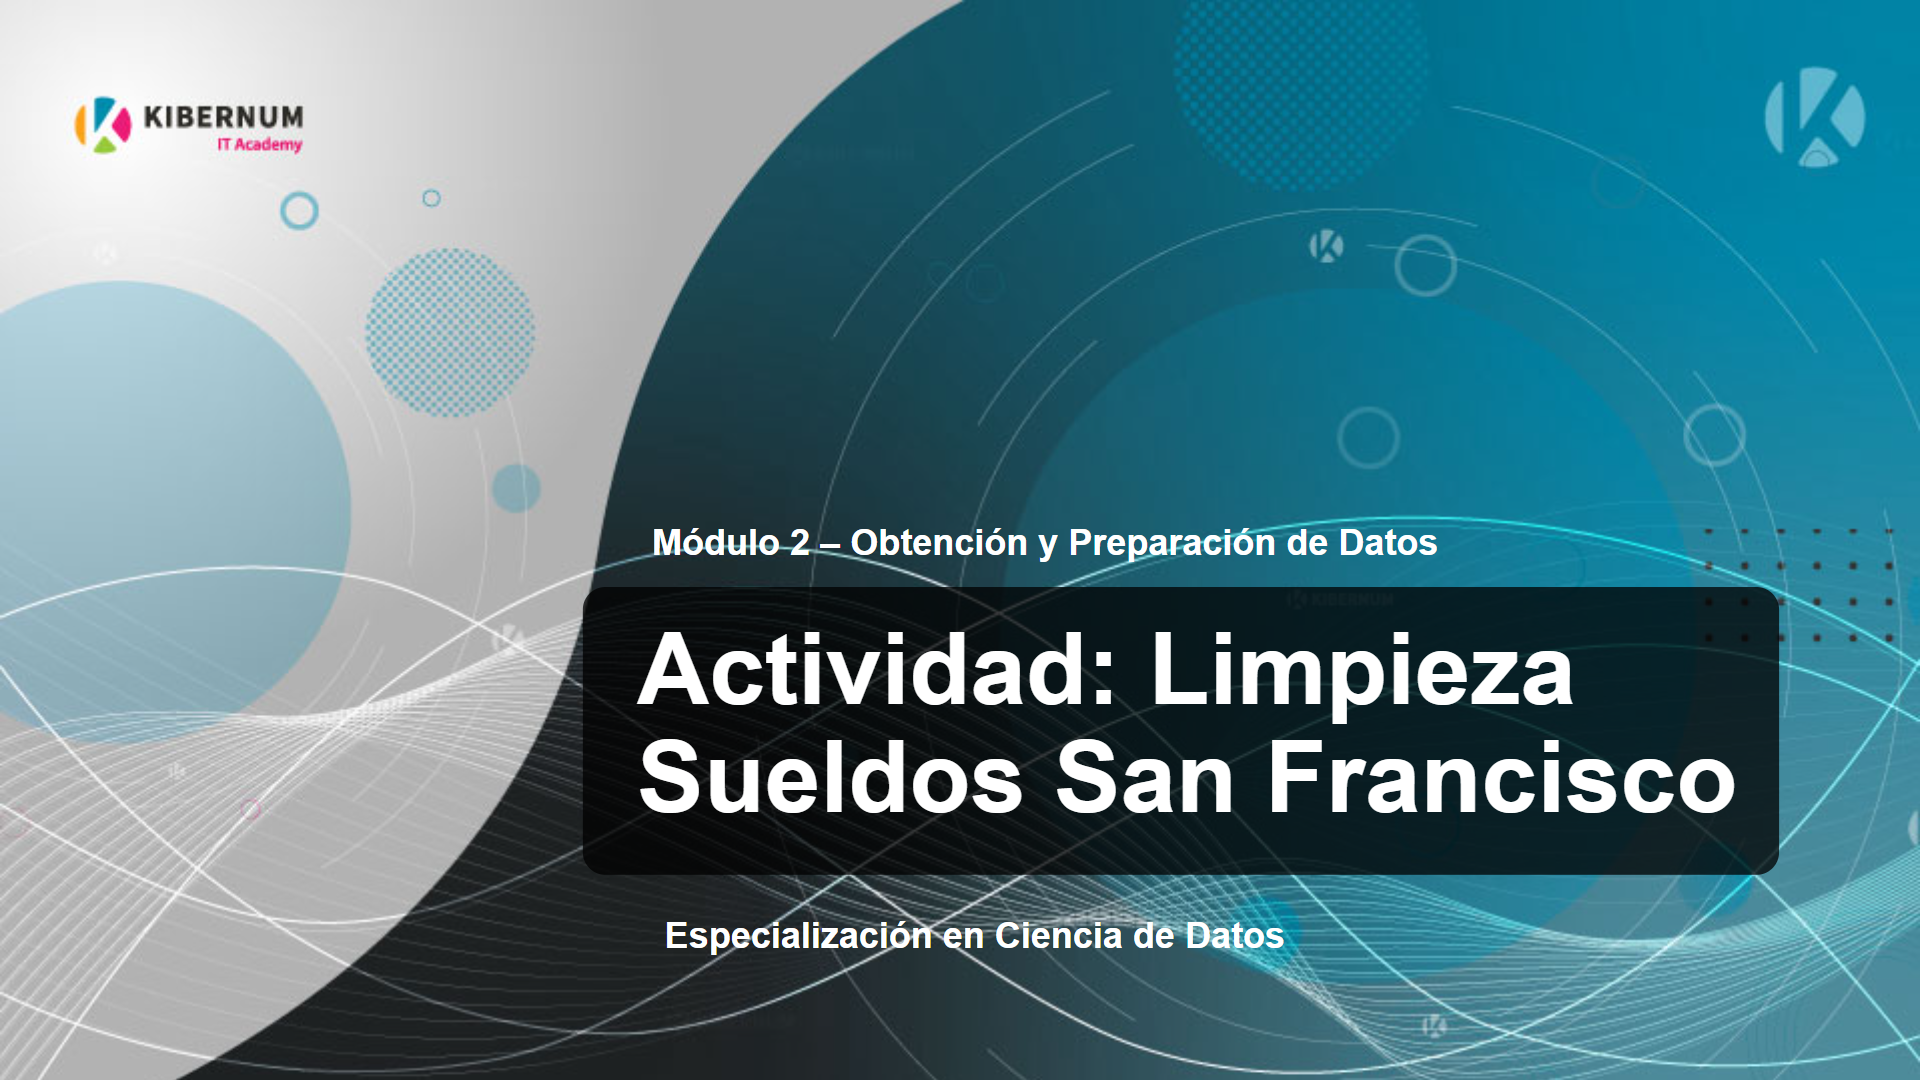 KIBERNUM
IT Academy
Módulo 2 – Obtención y Preparación de Datos
Actividad: Limpieza
Sueldos San Francisco
Especialización en Ciencia de Datos